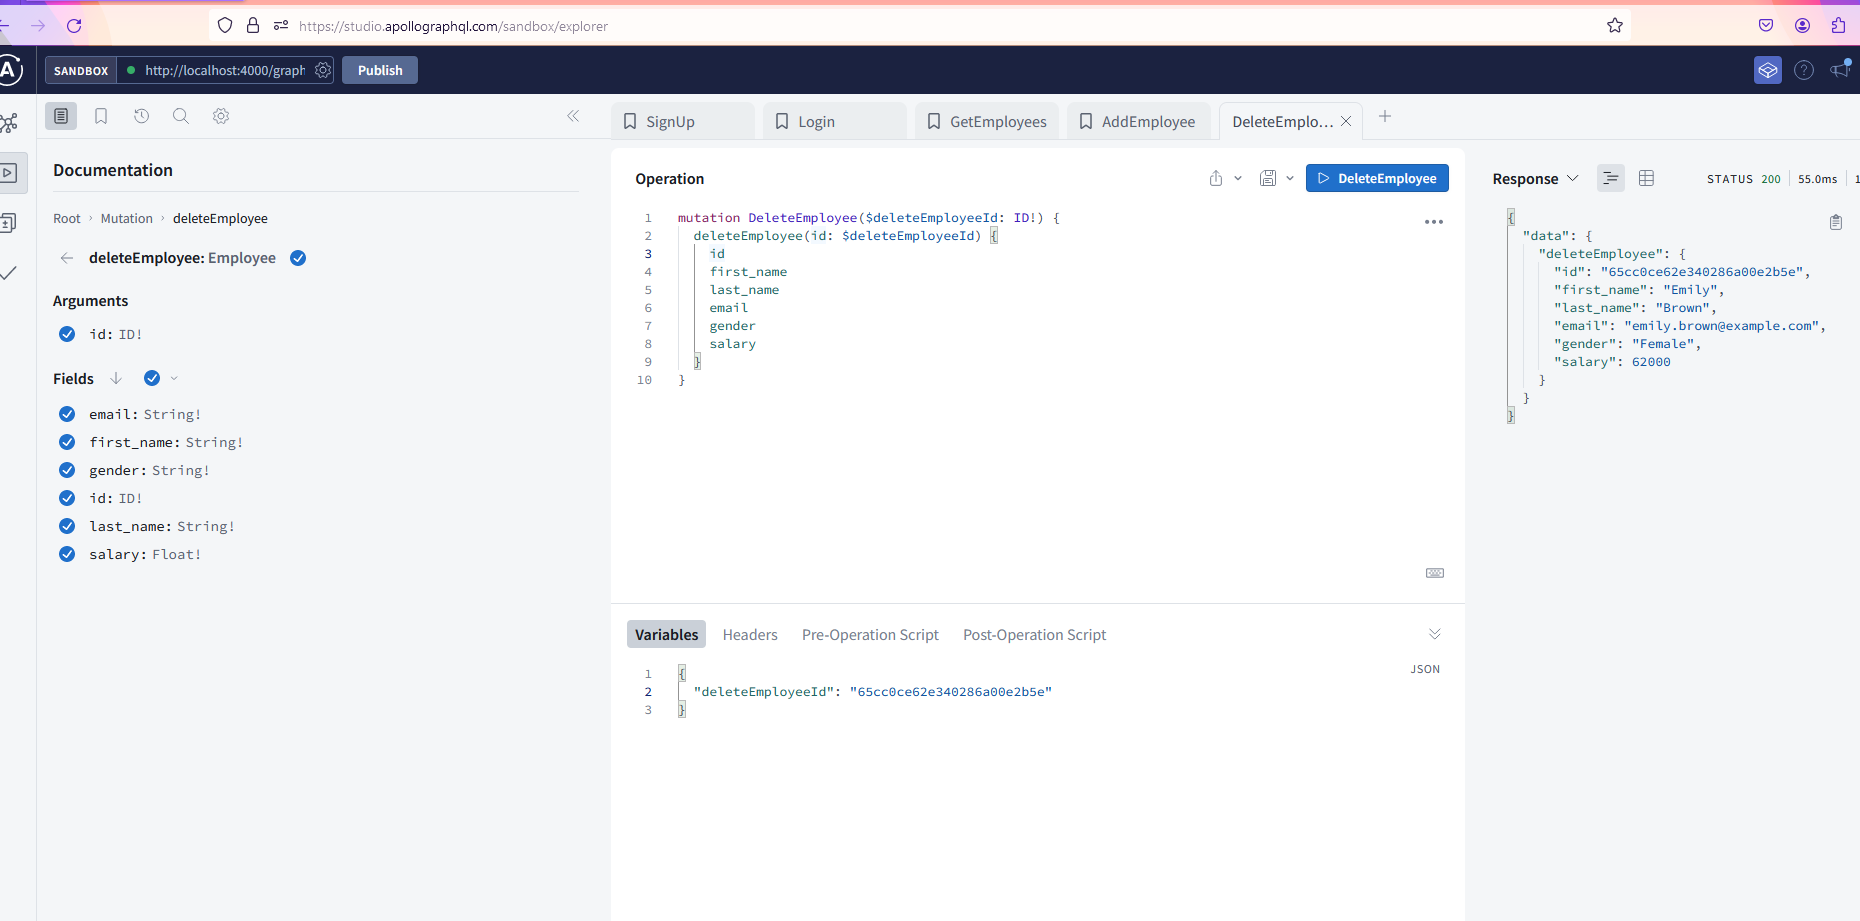 https://studio.apollographql.com/sandbox/explorer
A
SANDBOX
http://localhost:4000/graph
Publish
?
SignUp
Login
GetEmployees
AddEmployee
DeleteEmplo...
Documentation
Root › Mutation › deleteEmployee
deleteEmployee: Employee
Arguments
id: ID!
Fields
email: String!
first_name: String!
gender: String!
id: ID!
last_name: String!
salary: Float!
Operation
DeleteEmployee
1 mutation DeleteEmployee($deleteEmployeeId: ID!) {
2 deleteEmployee(id: $deleteEmployeeId) {
3 id
4 first_name
5 last_name
6 email
7 gender
8 salary
9 }
10 }
Variables
Headers
Pre-Operation Script
Post-Operation Script
JSON
1 {
2 "deleteEmployeeId": "65cc0ce62e340286a00e2b5e"
3 }
Response
STATUS 200
55.0ms
1
{
"data": {
"deleteEmployee": {
"id": "65cc0ce62e340286a00e2b5e",
"first_name": "Emily",
"last_name": "Brown",
"email": "emily.brown@example.com",
"gender": "Female",
"salary": 62000
}
}
}